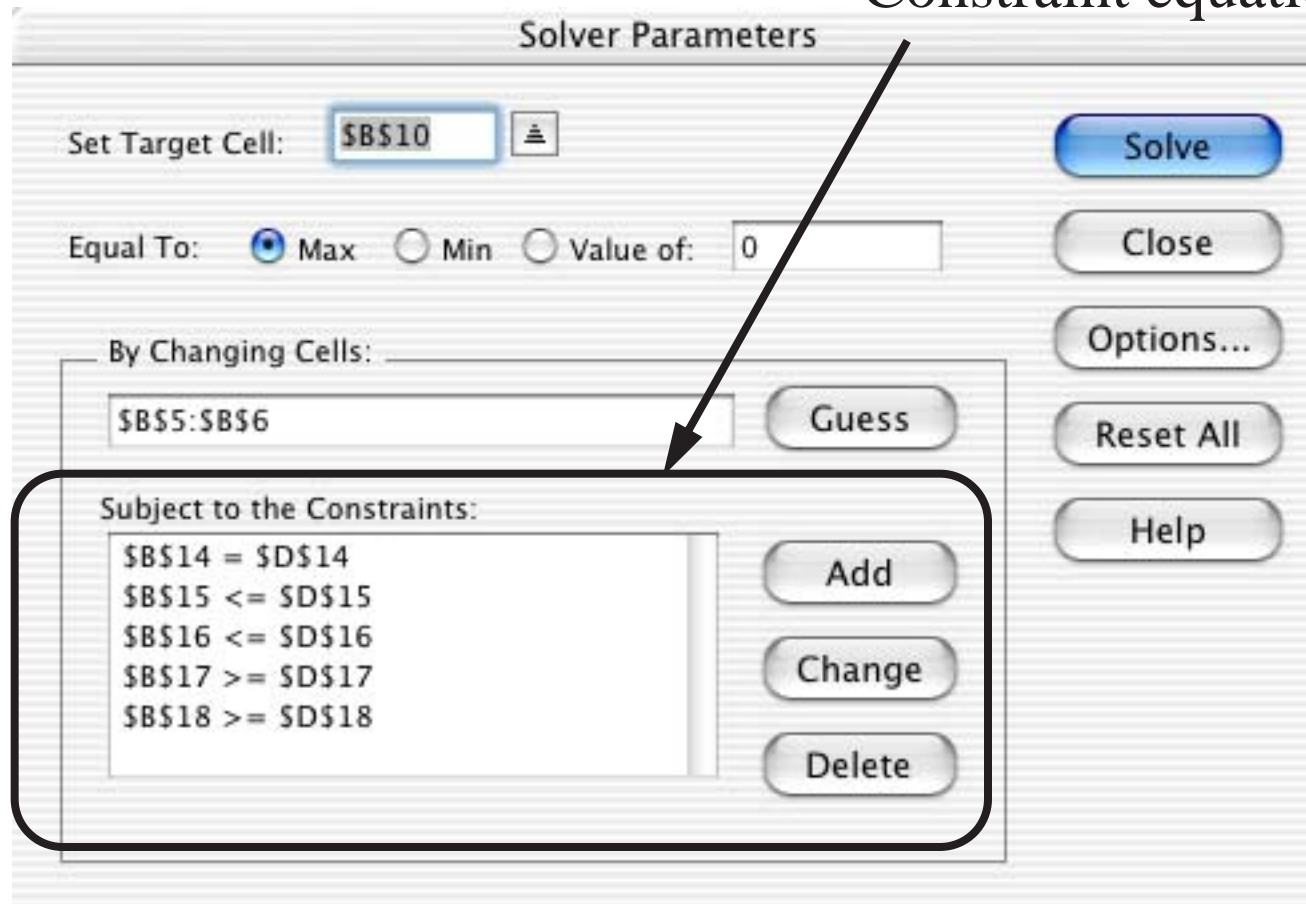 Solver Parameters
Set Target Cell: $B$10
Solve
Equal To: Max Min Value of: 0
Close
By Changing Cells:
Options...
$B$5:$B$6 Guess
Reset All
Subject to the Constraints:
Help
$B$14 = $D$14
$B$15 <= $D$15
$B$16 <= $D$16
$B$17 >= $D$17
$B$18 >= $D$18
Add
Change
Delete